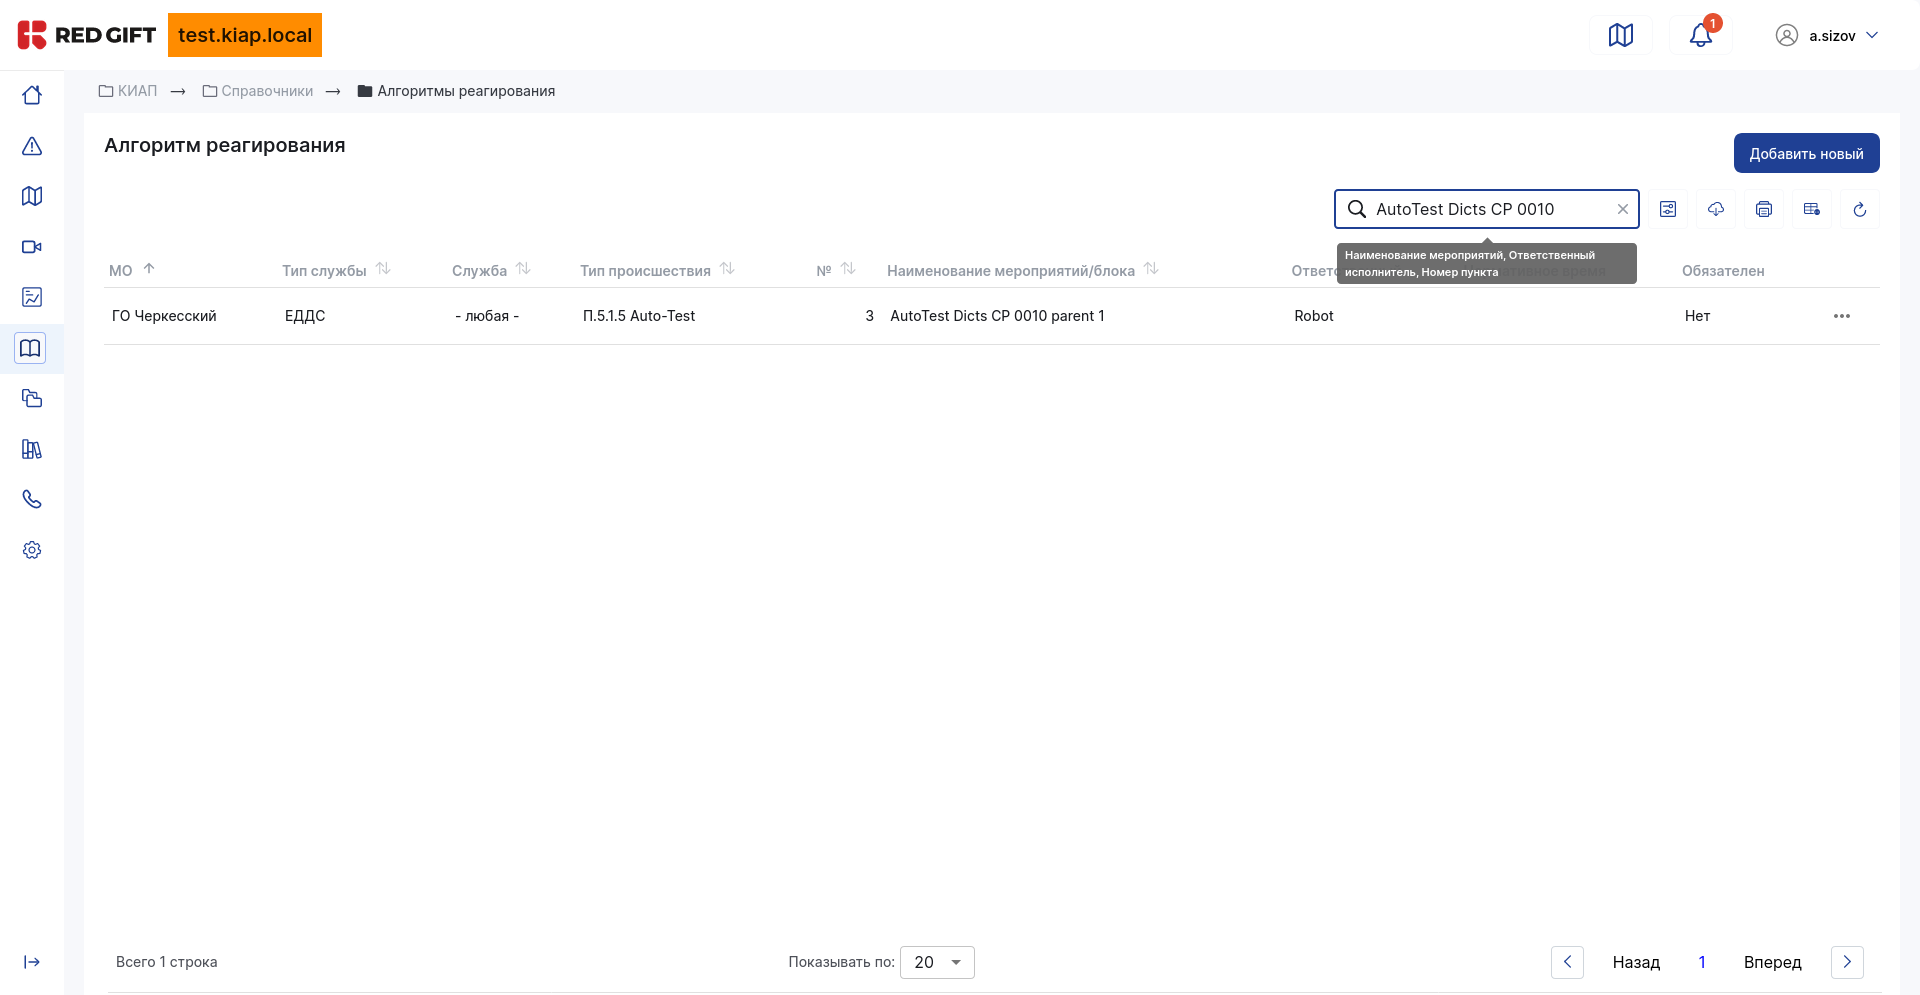 RED GIFT
test.kiap.local
1
a.sizov
КИАП → Справочники → Алгоритмы реагирования
Алгоритм реагирования
Добавить новый
AutoTest Dicts CP 0010
Наименование мероприятий, Ответственный
исполнитель, Номер пункта
МО Тип службы Служба Тип происшествия № Наименование мероприятий/блока время Обязателен
ГО Черкесский ЕДДС - любая - П.5.1.5 Auto-Test 3 AutoTest Dicts CP 0010 parent 1 Robot Нет
Всего 1 строка
Показывать по: 20
Назад 1 Вперед